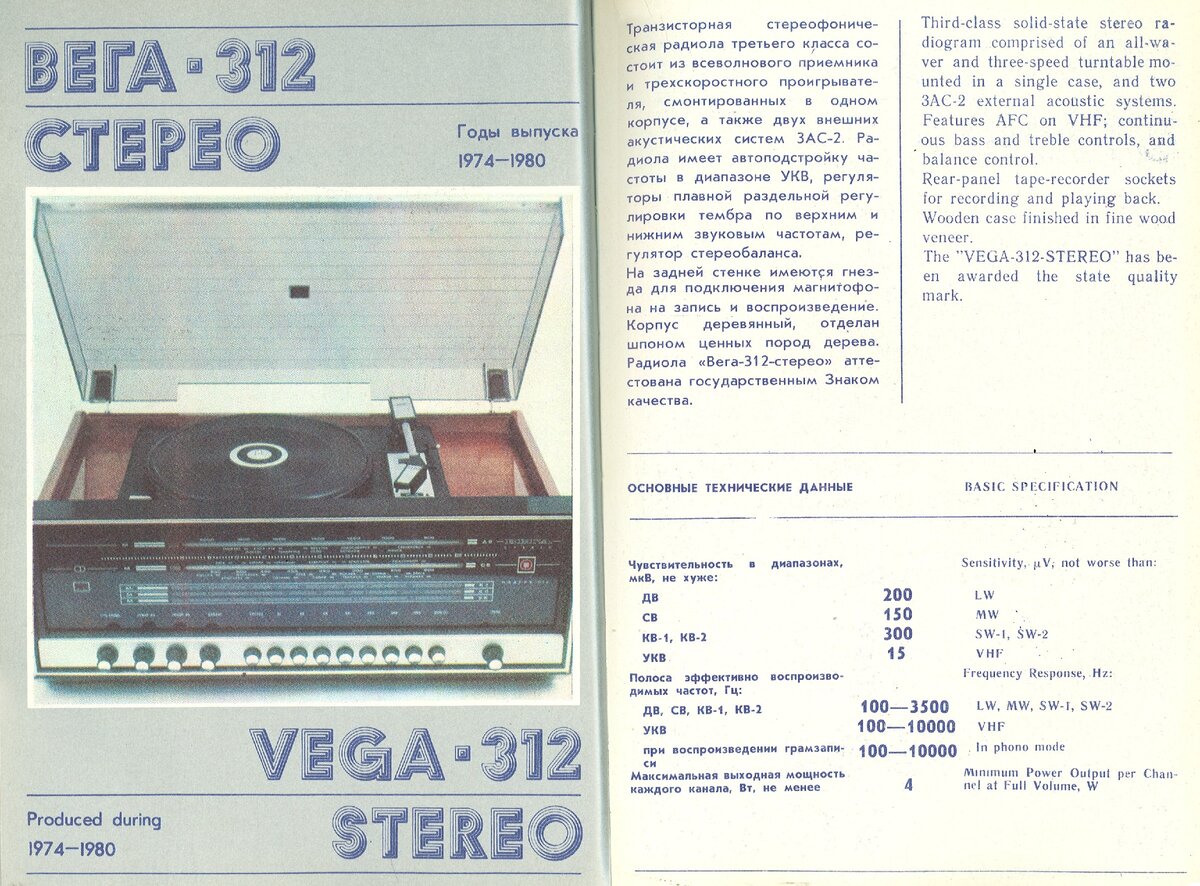 ВЕГА·312
СТЕРЕО
Годы выпуска
1974—1980
VEGA·312
Produced during
1974—1980
STEREO
Транзисторная стереофониче-
ская радиола третьего класса со-
стоит из всеволнового приемника
и трехскоростного проигрывате-
ля, смонтированных в одном
корпусе, а также двух внешних
акустических систем 3АС-2. Ра-
диола имеет автоподстройку ча-
стоты в диапазоне УКВ, регуля-
торы плавной раздельной регу-
лировки тембра по верхним и
нижним звуковым частотам, ре-
гулятор стереобаланса.
На задней стенке имеются гнез-
да для подключения магнитофо-
на на запись и воспроизведение.
Корпус деревянный, отделан
шпоном ценных пород дерева.
Радиола «Вега-312-стерео» атте-
стована государственным Знаком
качества.
Third-class solid-state stereo ra-
diogram comprised of an all-wa-
ver and three-speed turntable mo-
unted in a single case, and two
3AC-2 external acoustic systems.
Features AFC on VHF; continu-
ous bass and treble controls, and
balance control.
Rear-panel tape-recorder sockets
for recording and playing back.
Wooden case finished in fine wood
veneer.
The "VEGA-312-STEREO" has be-
en awarded the state quality
mark.
ОСНОВНЫЕ ТЕХНИЧЕСКИЕ ДАННЫЕ BASIC SPECIFICATION
Чувствительность в диапазонах, Sensitivity, μV, not worse than:
мкВ, не хуже:
ДВ 200 LW
СВ 150 MW
КВ-1, КВ-2 300 SW-1, SW-2
УКВ 15 VHF
Полоса эффективно воспроизво- Frequency Response, Hz:
димых частот, Гц:
ДВ, СВ, КВ-1, КВ-2 100—3500 LW, MW, SW-1, SW-2
УКВ 100—10000 VHF
при воспроизведении грамзапи- 100—10000 In phono mode
си
Максимальная выходная мощность Minimum Power Output per Chan-
каждого канала, Вт, не менее 4 nel at Full Volume, W